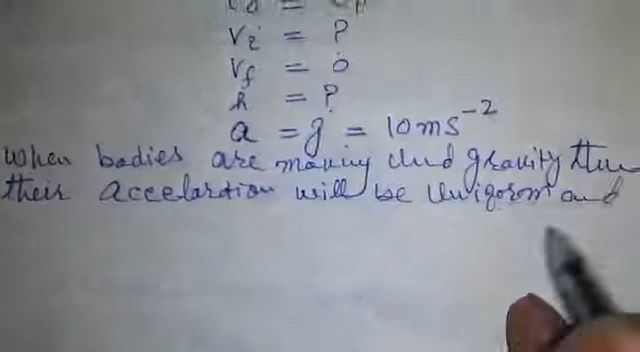 Vi = ?
Vf = 0
h = ?
a = g = 10ms⁻²
When bodies are moving und gravity then
their accelartion will be Uniform and